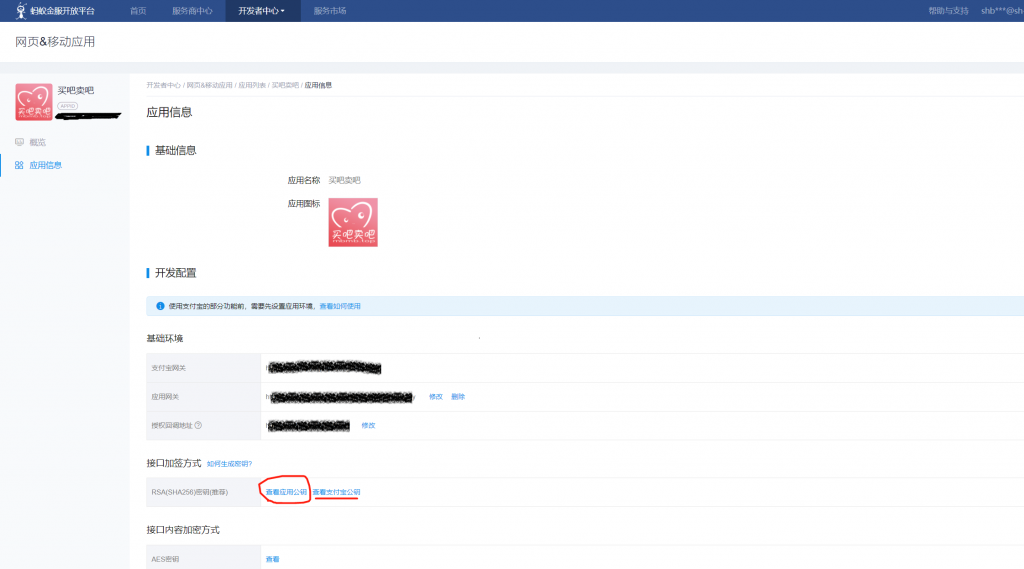 蚂蚁金服开放平台 首页 服务商中心 开发者中心 服务市场 帮助与支持 shb***@sh
网页&移动应用
买吧卖吧
APPID
概览
应用信息
开发者中心 / 网页&移动应用 / 应用列表 / 买吧卖吧 / 应用信息
应用信息
基础信息
应用名称 买吧卖吧
应用图标
买吧卖吧
开发配置
使用支付宝的部分功能前，需要先设置应用环境，查看如何使用
基础环境
支付宝网关
应用网关 修改 删除
授权回调地址 修改
接口加签方式 如何生成密钥?
RSA(SHA256)密钥(推荐) 查看应用公钥 查看支付宝公钥
接口内容加密方式
AES密钥 查看